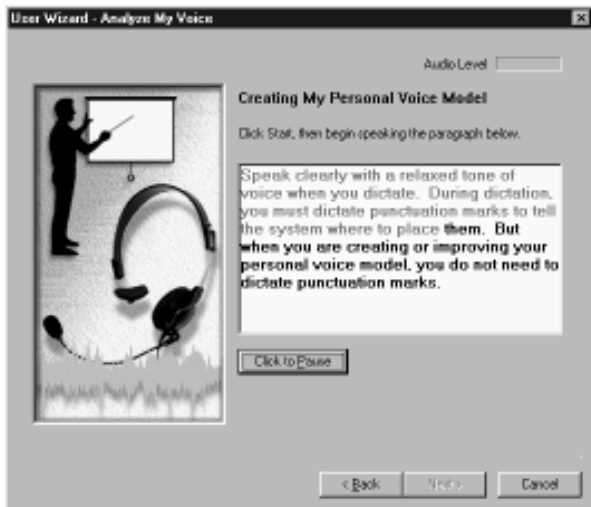 User Wizard - Analyze My Voice
Audio Level
Creating My Personal Voice Model
Click Start, then begin speaking the paragraph below.
Speak clearly with a relaxed tone of
voice when you dictate. During dictation,
you must dictate punctuation marks to tell
the system where to place them. But
when you are creating or improving your
personal voice model, you do not need to
dictate punctuation marks.
Click to Pause
< Back
Next >
Cancel